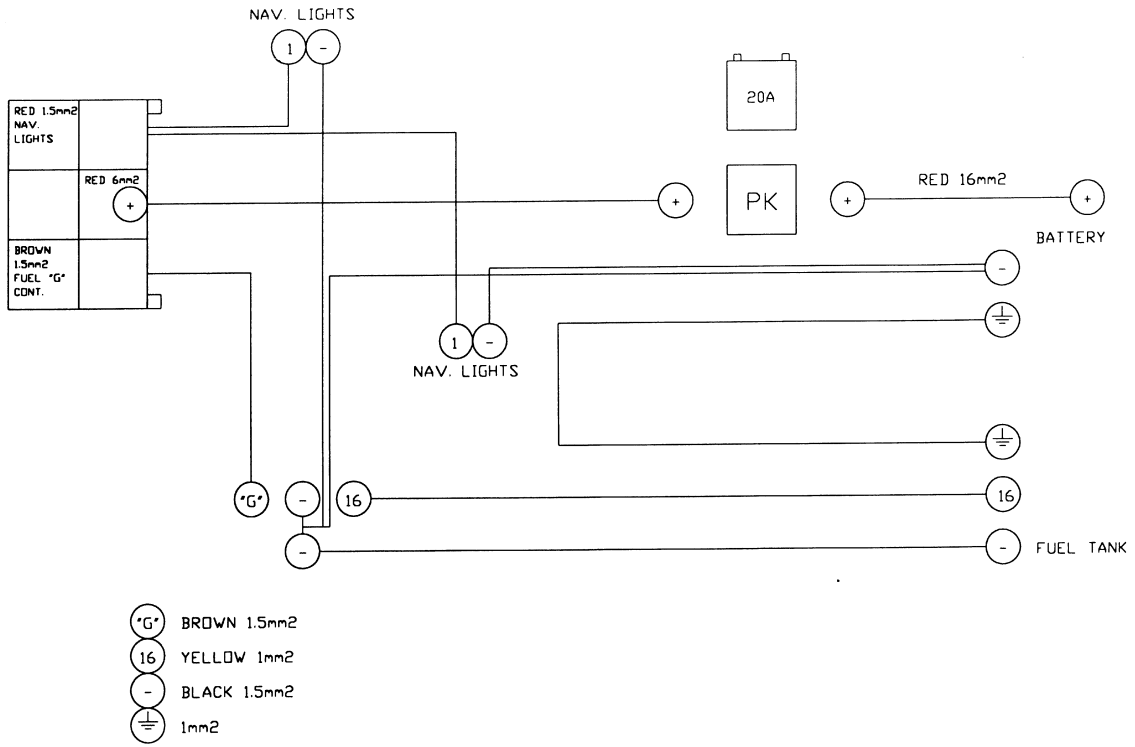 NAV. LIGHTS
1 -
20A
RED 1.5mm2
NAV.
LIGHTS
RED 6mm2
+
+
PK
+
RED 16mm2
+
BATTERY
BROWN
1.5mm2
FUEL "G"
CONT.
-
1 -
NAV. LIGHTS
"G"
-
16
16
-
-
FUEL TANK
"G" BROWN 1.5mm2
16 YELLOW 1mm2
- BLACK 1.5mm2
1mm2